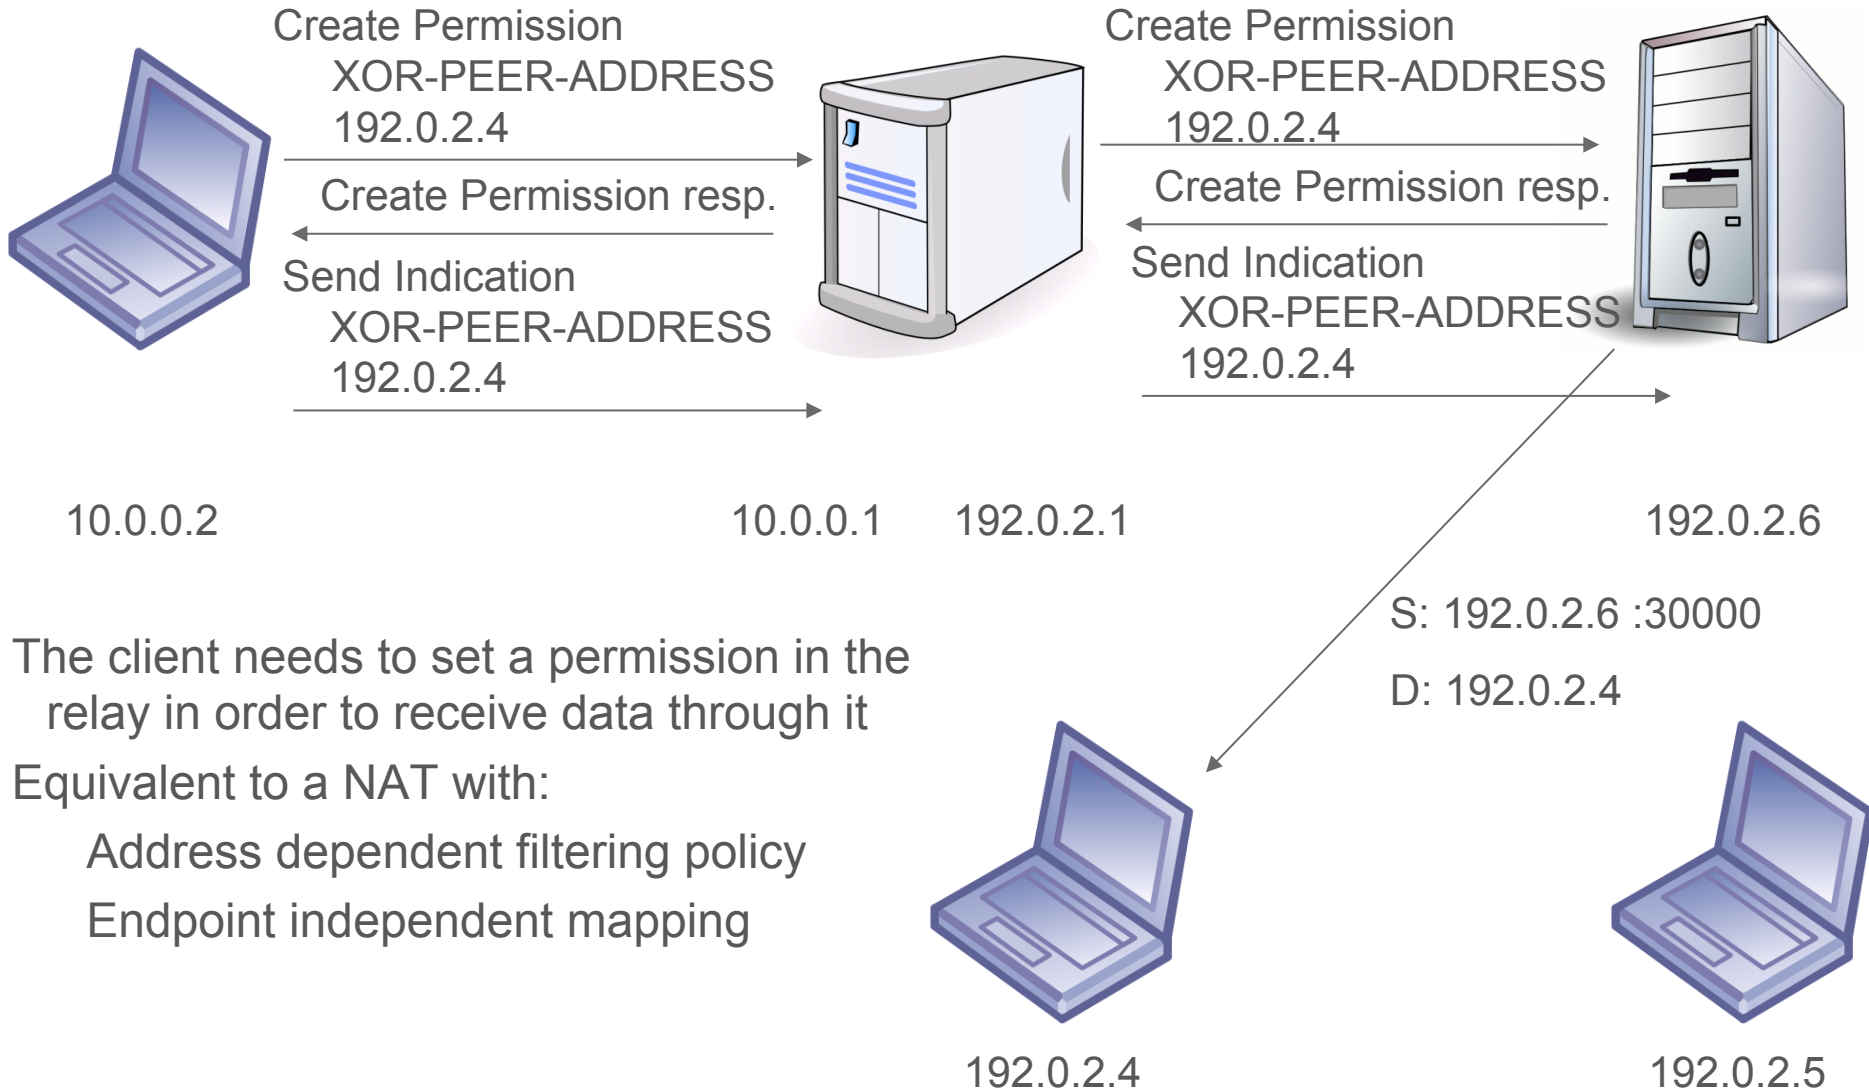 Create Permission
XOR-PEER-ADDRESS
192.0.2.4
Create Permission resp.
Send Indication
XOR-PEER-ADDRESS
192.0.2.4
Create Permission
XOR-PEER-ADDRESS
192.0.2.4
Create Permission resp.
Send Indication
XOR-PEER-ADDRESS
192.0.2.4
10.0.0.2
10.0.0.1
192.0.2.1
192.0.2.6
S: 192.0.2.6 :30000
D: 192.0.2.4
The client needs to set a permission in the
relay in order to receive data through it
Equivalent to a NAT with:
Address dependent filtering policy
Endpoint independent mapping
192.0.2.4
192.0.2.5